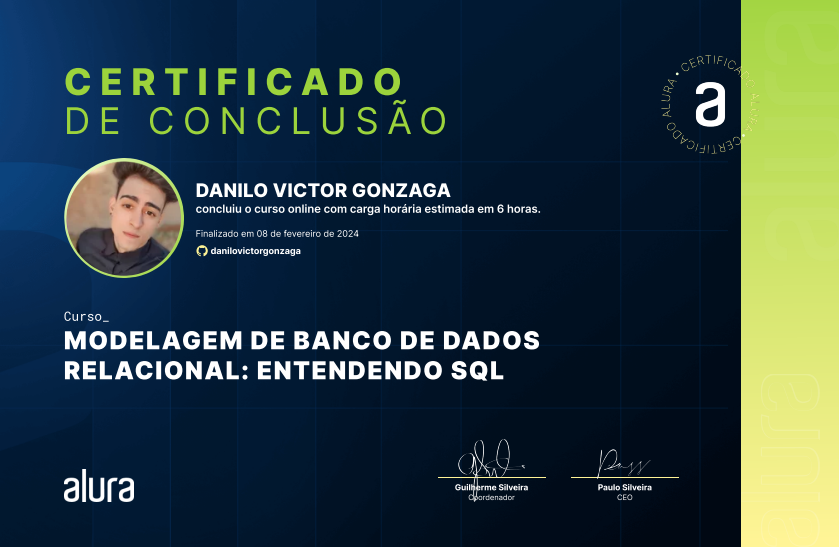 CERTIFICADO
DE CONCLUSÃO
CERTIFICADO ALURA • CERTIFICADO ALURA •
a
DANILO VICTOR GONZAGA
concluiu o curso online com carga horária estimada em 6 horas.
Finalizado em 08 de fevereiro de 2024
danilovictorgonzaga
Curso_
MODELAGEM DE BANCO DE DADOS
RELACIONAL: ENTENDENDO SQL
alura
Guilherme Silveira
Coordenador
Paulo Silveira
CEO